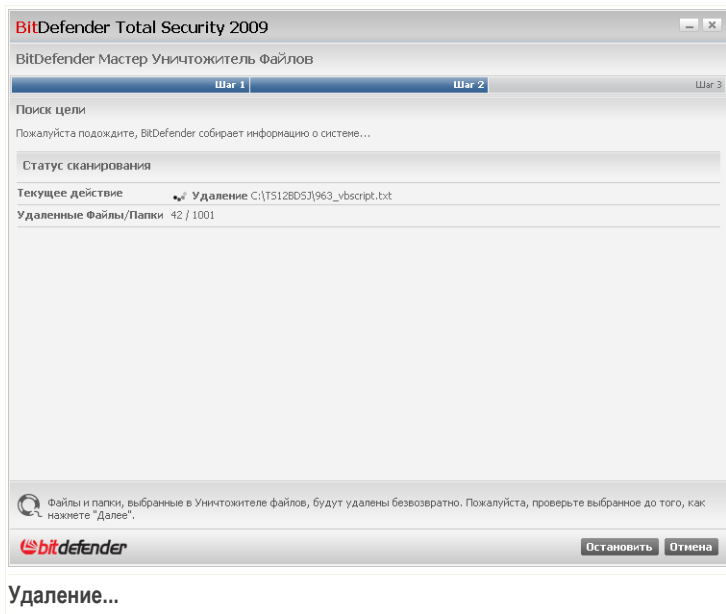 BitDefender Total Security 2009
BitDefender Мастер Уничтожитель Файлов
Шаг 1 Шаг 2 Шаг 3
Поиск цели
Пожалуйста подождите, BitDefender собирает информацию о системе...
Статус сканирования
Текущее действие Удаление C:\TS12BDSJ\963_vbscript.txt
Удаленные Файлы/Папки 42 / 1001
Файлы и папки, выбранные в Уничтожителе файлов, будут удалены безвозвратно. Пожалуйста, проверьте выбранное до того, как
нажмете "Далее".
bitdefender Остановить Отмена
Удаление...